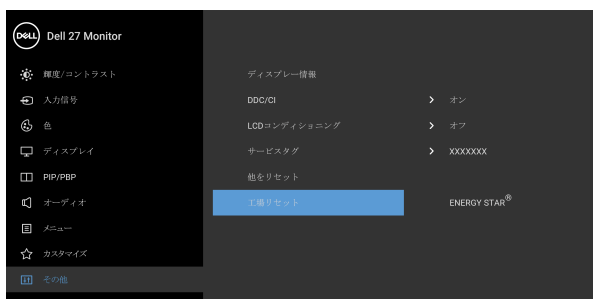 DELL Dell 27 Monitor
輝度/コントラスト
ディスプレー情報
入力信号
DDC/CI
オン
色
LCDコンディショニング
オフ
ディスプレイ
サービスタグ
XXXXXXX
PIP/PBP
他をリセット
オーディオ
工場リセット
ENERGY STAR®
メニュー
カスタマイズ
その他